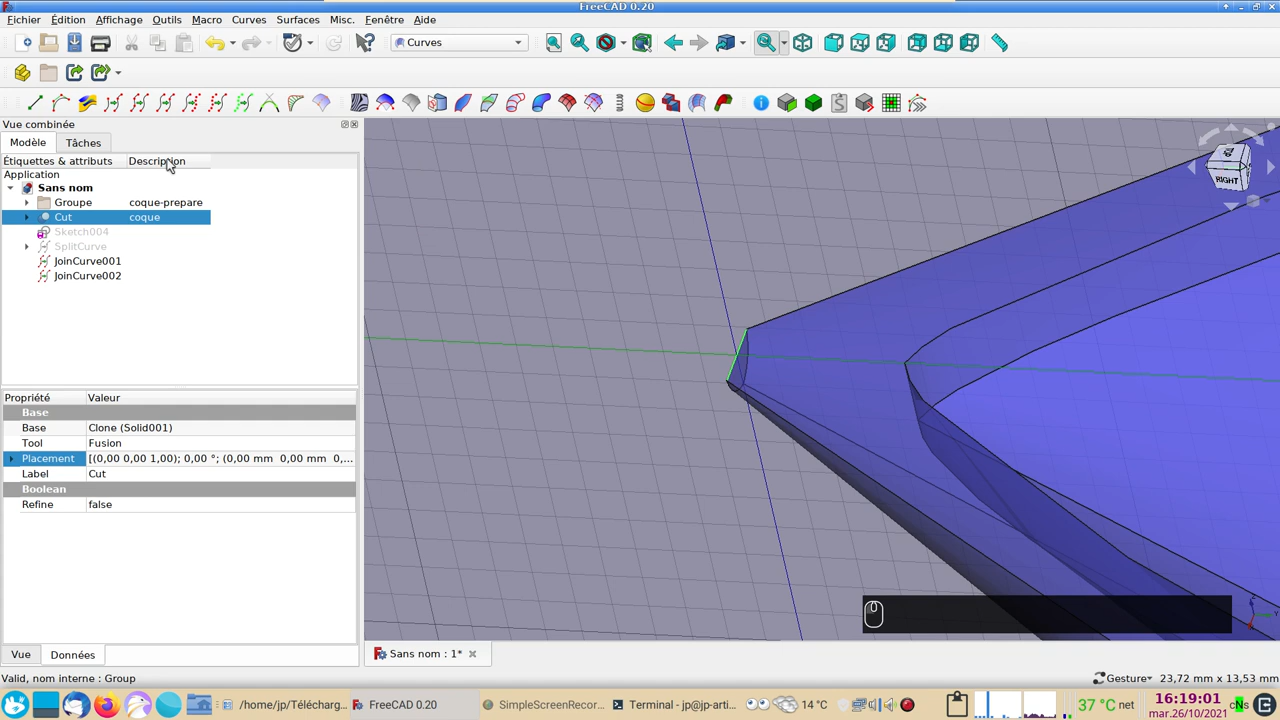 FreeCAD 0.20
Fichier Édition Affichage Outils Macro Curves Surfaces Misc. Fenêtre Aide
Curves
Vue combinée
Modèle Tâches
Étiquettes & attributs Description
Application
Sans nom
Groupe coque-prepare
Cut coque
Sketch004
SplitCurve
JoinCurve001
JoinCurve002
RIGHT
Propriété Valeur
Base
Base Clone (Solid001)
Tool Fusion
Placement [(0,00 0,00 1,00); 0,00 °; (0,00 mm 0,00 mm 0,...
Label Cut
Boolean
Refine false
Vue Données
Sans nom : 1*
Valid, nom interne : Group
Gesture 23,72 mm x 13,53 mm
/home/jp/Télécharg...
FreeCAD 0.20
SimpleScreenRecor...
Terminal - jp@jp-arti...
14 °C
37 °C net
16:19:01
mar.26/10/2021
cNs